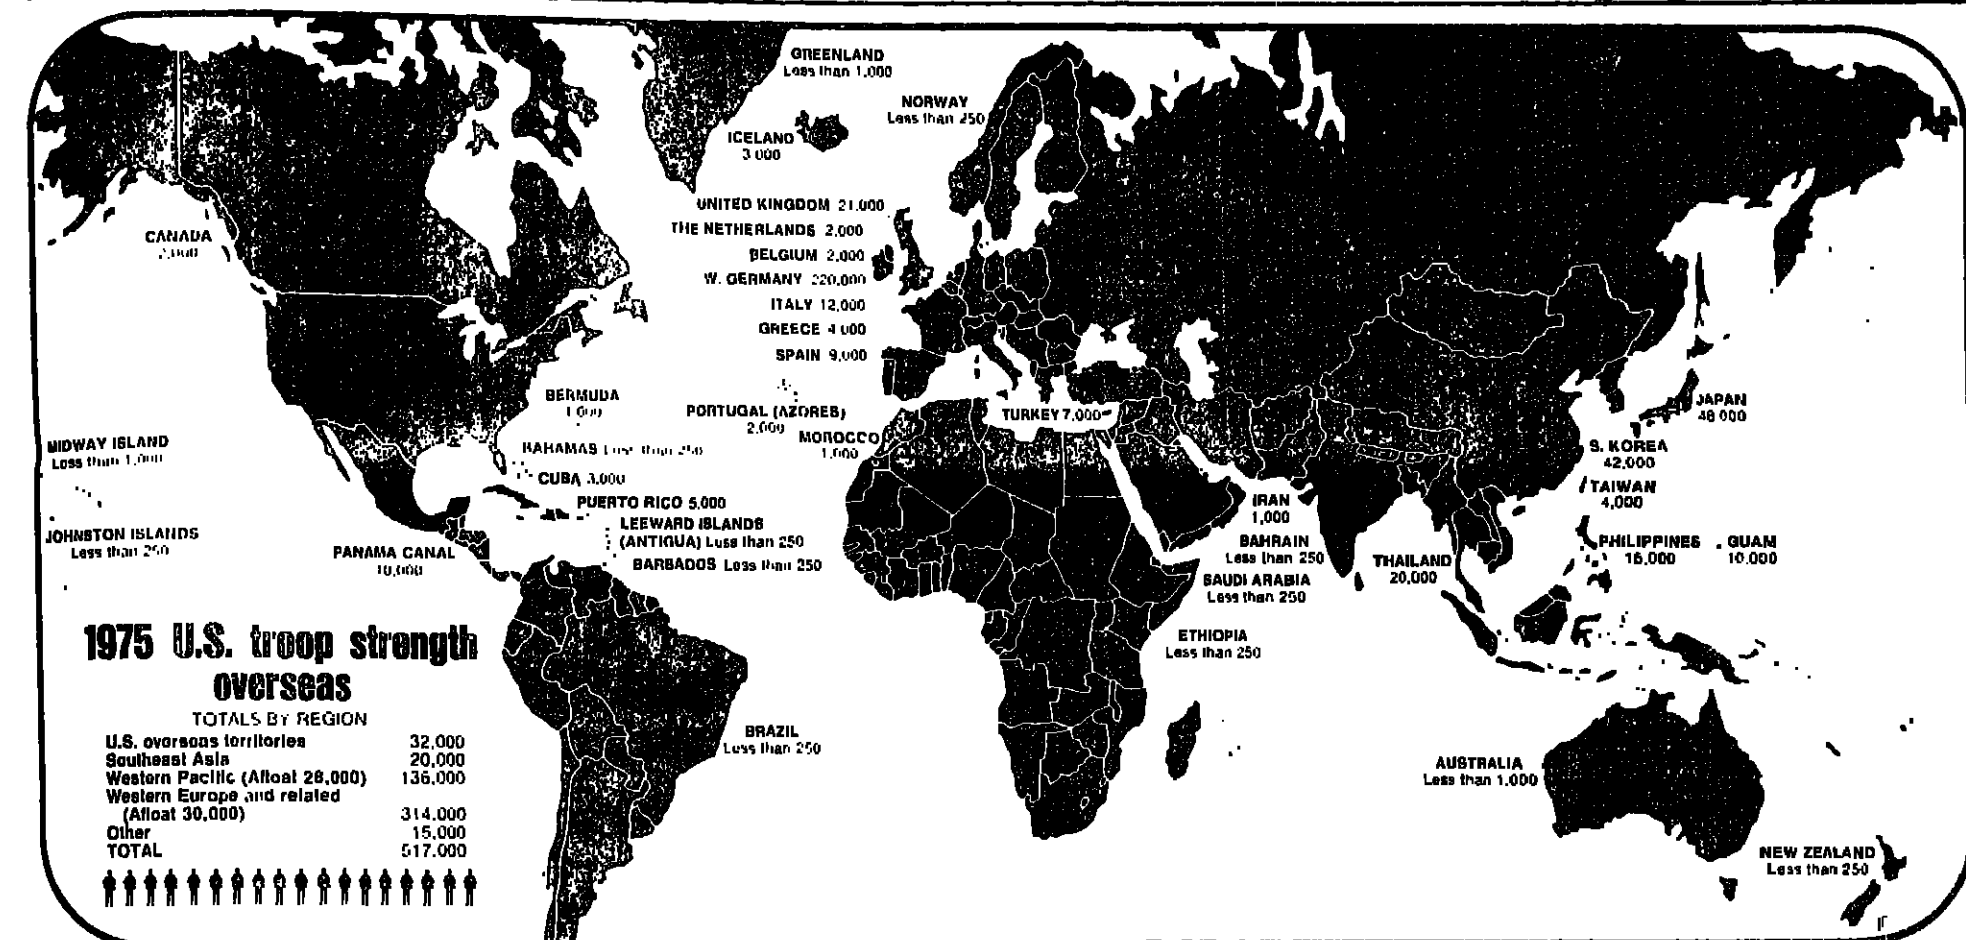 GREENLAND
Less than 1,000
NORWAY
Less than 250
ICELAND
3,000
UNITED KINGDOM 21,000
THE NETHERLANDS 2,000
BELGIUM 2,000
W. GERMANY 220,000
ITALY 12,000
GREECE 4,000
SPAIN 9,000
CANADA
BERMUDA
1,000
PORTUGAL (AZORES)
2,000
TURKEY 7,000
MOROCCO
1,000
JAPAN
48,000
S. KOREA
42,000
TAIWAN
4,000
MIDWAY ISLAND
Less than 1,000
BAHAMAS Less than 250
CUBA 3,000
PUERTO RICO 5,000
LEEWARD ISLANDS
(ANTIGUA) Less than 250
BARBADOS Less than 250
JOHNSTON ISLANDS
Less than 250
PANAMA CANAL
10,000
IRAN
1,000
BAHRAIN
Less than 250
SAUDI ARABIA
Less than 250
THAILAND
20,000
PHILIPPINES
16,000
GUAM
10,000
ETHIOPIA
Less than 250
BRAZIL
Less than 250
AUSTRALIA
Less than 1,000
NEW ZEALAND
Less than 250
1975 U.S. troop strength
overseas
TOTALS BY REGION
U.S. overseas territories 32,000
Southeast Asia 20,000
Western Pacific (Afloat 28,000) 136,000
Western Europe and related
(Afloat 30,000) 314,000
Other 15,000
TOTAL 517,000